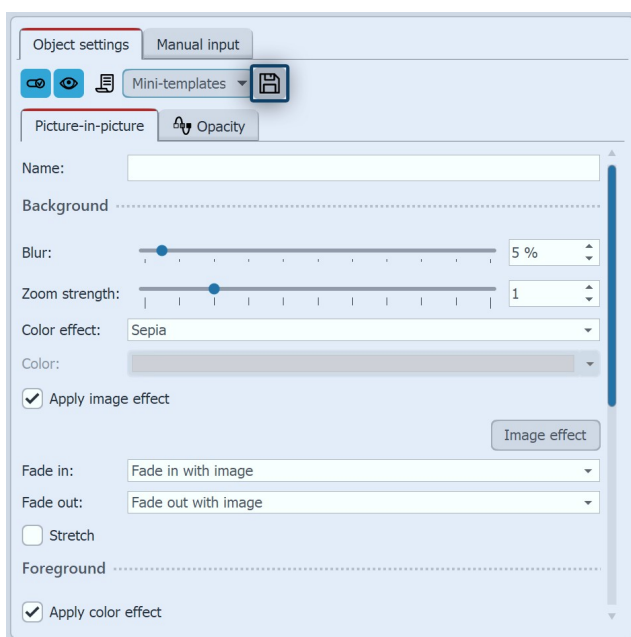 Object settings Manual input
Mini-templates
Picture-in-picture Opacity
Name:
Background
Blur: 5 %
Zoom strength: 1
Color effect: Sepia
Color:
Apply image effect
Image effect
Fade in: Fade in with image
Fade out: Fade out with image
Stretch
Foreground
Apply color effect